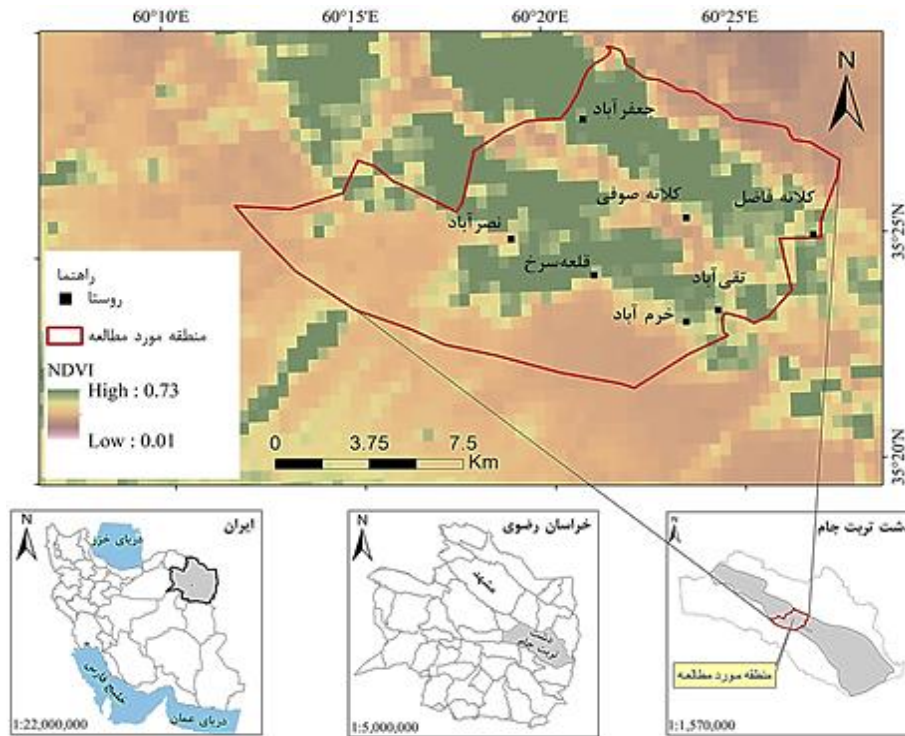 60°10'E 60°15'E 60°20'E 60°25'E
N
جعفرآباد
کلاته صوفی
کلاته فاضل
نصرآباد
قلعه‌سرخ
تقی‌آباد
خرم آباد
35°25'N
35°20'N
راهنما
روستا
منطقه مورد مطالعه
NDVI
High : 0.73
Low : 0.01
0 3.75 7.5
Km
N
ایران
دریای خزر
خلیج فارس
دریای عمان
1:22,000,000
N
خراسان رضوی
مشهد
دشت
تربت جام
1:5,000,000
دشت تربت جام
N
منطقه مورد مطالعه
1:1,570,000